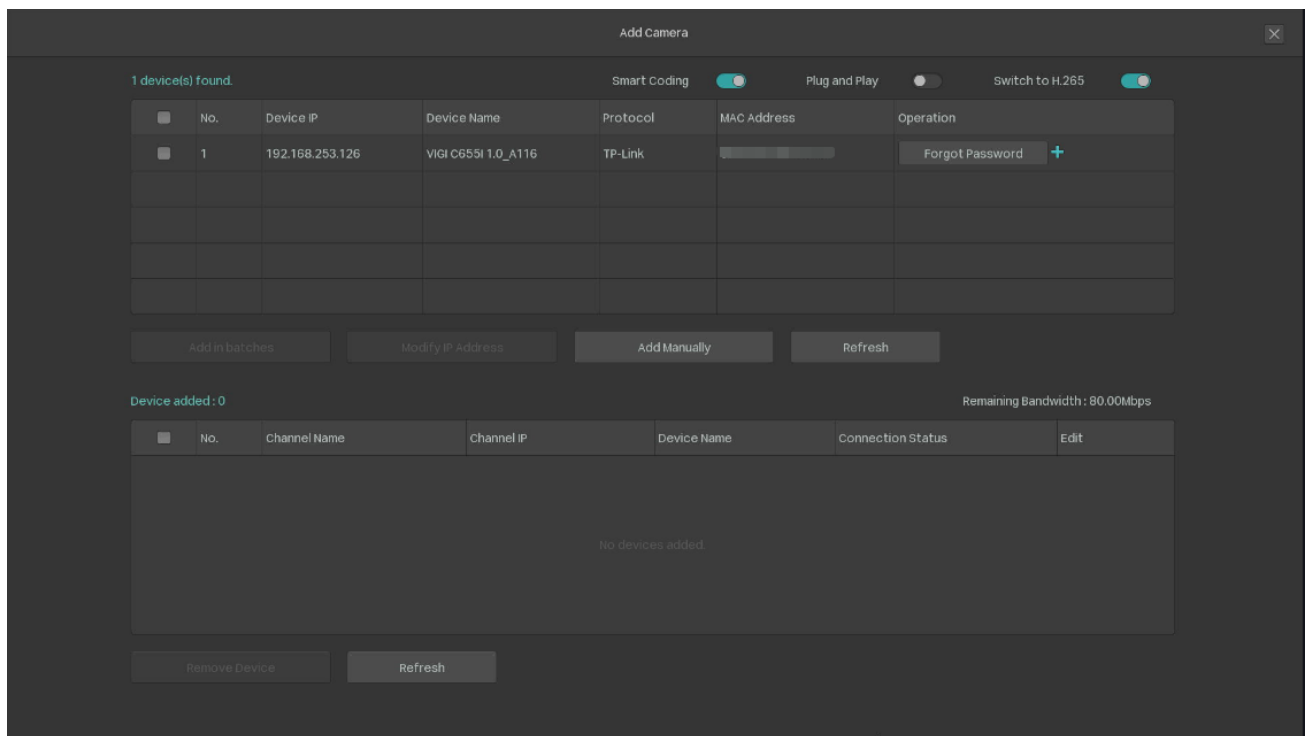 Add Camera
1 device(s) found. Smart Coding Plug and Play Switch to H.265
No. Device IP Device Name Protocol MAC Address Operation
1 192.168.253.126 VIGI C655I 1.0_A116 TP-Link Forgot Password +
Add in batches Modify IP Address Add Manually Refresh
Device added : 0 Remaining Bandwidth : 80.00Mbps
No. Channel Name Channel IP Device Name Connection Status Edit
No devices added.
Remove Device Refresh